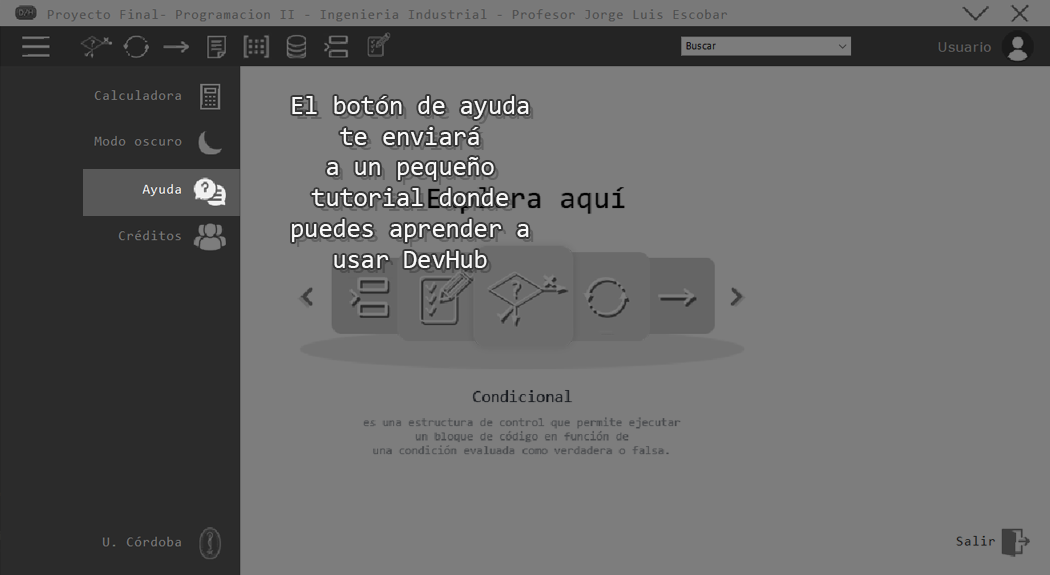 D/H
Proyecto Final- Programacion II - Ingenieria Industrial - Profesor Jorge Luis Escobar
Buscar
Usuario
Calculadora
Modo oscuro
Ayuda
Créditos
El botón de ayuda
te enviará
a un pequeño
tutorial donde
puedes aprender a
usar DevHub
Explora aquí
Condicional
es una estructura de control que permite ejecutar
un bloque de código en función de
una condición evaluada como verdadera o falsa.
U. Córdoba
Salir